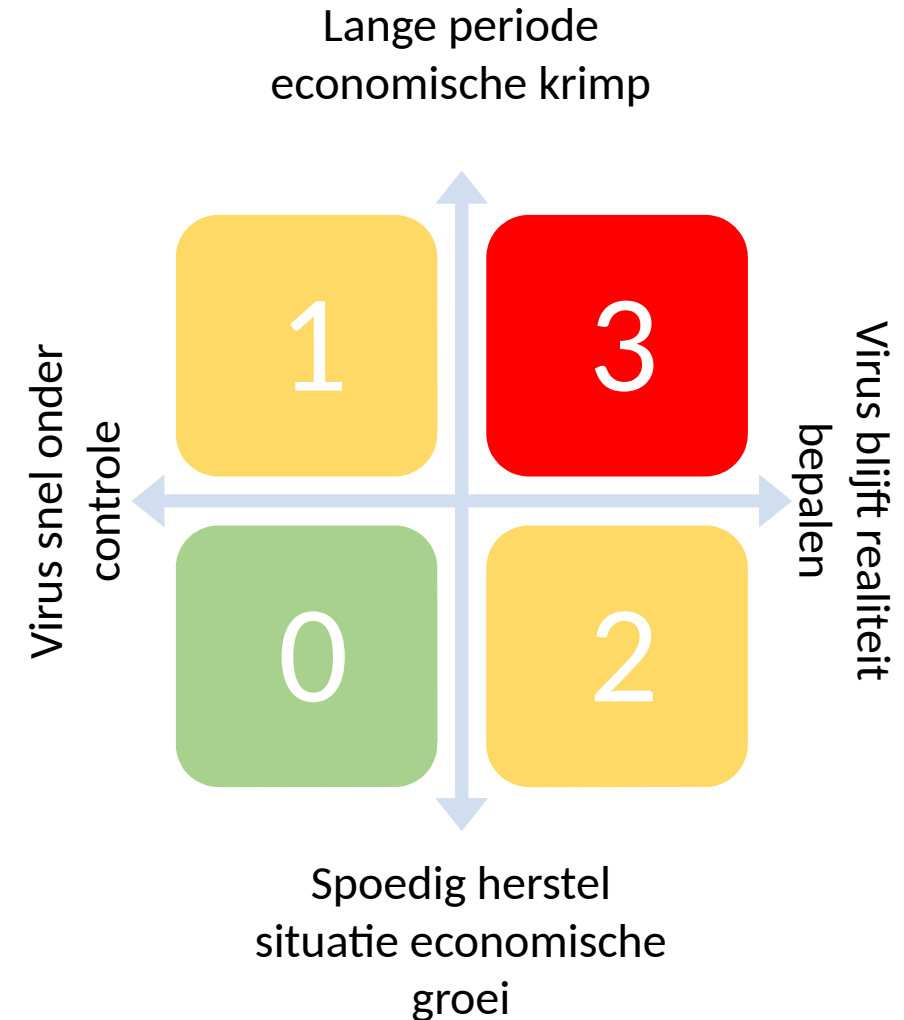 Lange periode
economische krimp
1
3
Virus snel onder
controle
Virus blijft realiteit
bepalen
0
2
Spoedig herstel
situatie economische
groei